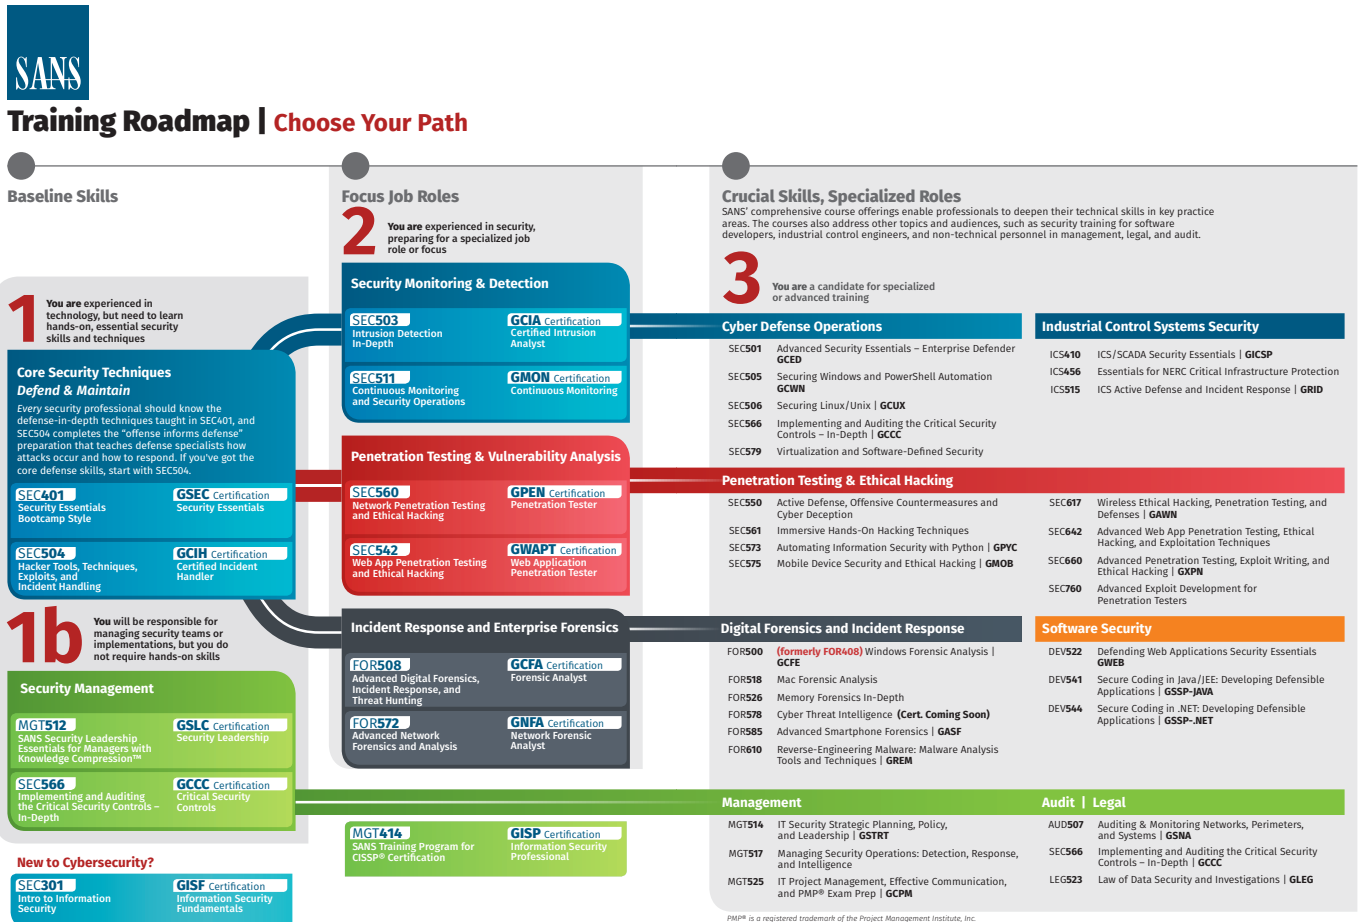 SANS
Training Roadmap | Choose Your Path
Baseline Skills
1
You are experienced in
technology, but need to learn
hands-on, essential security
skills and techniques
Core Security Techniques
Defend & Maintain
Every security professional should know the
defense-in-depth techniques taught in SEC401, and
SEC504 completes the “offense informs defense”
preparation that teaches defense specialists how
attacks occur and how to respond. If you’ve got the
core defense skills, start with SEC504.
SEC401
Security Essentials
Bootcamp Style
GSEC Certification
Security Essentials
SEC504
Hacker Tools, Techniques,
Exploits, and
Incident Handling
GCIH Certification
Certified Incident
Handler
1b
You will be responsible for
managing security teams or
implementations, but you do
not require hands-on skills
Security Management
MGT512
SANS Security Leadership
Essentials for Managers with
Knowledge Compression™
GSLC Certification
Security Leadership
SEC566
Implementing and Auditing
the Critical Security Controls –
In-Depth
GCCC Certification
Critical Security
Controls
New to Cybersecurity?
SEC301
Intro to Information
Security
GISF Certification
Information Security
Fundamentals
Focus Job Roles
2
You are experienced in security,
preparing for a specialized job
role or focus
Security Monitoring & Detection
SEC503
Intrusion Detection
In-Depth
GCIA Certification
Certified Intrusion
Analyst
SEC511
Continuous Monitoring
and Security Operations
GMON Certification
Continuous Monitoring
Penetration Testing & Vulnerability Analysis
SEC560
Network Penetration Testing
and Ethical Hacking
GPEN Certification
Penetration Tester
SEC542
Web App Penetration Testing
and Ethical Hacking
GWAPT Certification
Web Application
Penetration Tester
Incident Response and Enterprise Forensics
FOR508
Advanced Digital Forensics,
Incident Response, and
Threat Hunting
GCFA Certification
Forensic Analyst
FOR572
Advanced Network
Forensics and Analysis
GNFA Certification
Network Forensic
Analyst
MGT414
SANS Training Program for
CISSP® Certification
GISP Certification
Information Security
Professional
Crucial Skills, Specialized Roles
SANS’ comprehensive course offerings enable professionals to deepen their technical skills in key practice
areas. The courses also address other topics and audiences, such as security training for software
developers, industrial control engineers, and non-technical personnel in management, legal, and audit.
3
You are a candidate for specialized
or advanced training
Cyber Defense Operations
SEC501 Advanced Security Essentials – Enterprise Defender
GCED
SEC505 Securing Windows and PowerShell Automation
GCWN
SEC506 Securing Linux/Unix | GCUX
SEC566 Implementing and Auditing the Critical Security
Controls – In-Depth | GCCC
SEC579 Virtualization and Software-Defined Security
Industrial Control Systems Security
ICS410 ICS/SCADA Security Essentials | GICSP
ICS456 Essentials for NERC Critical Infrastructure Protection
ICS515 ICS Active Defense and Incident Response | GRID
Penetration Testing & Ethical Hacking
SEC550 Active Defense, Offensive Countermeasures and
Cyber Deception
SEC561 Immersive Hands-On Hacking Techniques
SEC573 Automating Information Security with Python | GPYC
SEC575 Mobile Device Security and Ethical Hacking | GMOB
SEC617 Wireless Ethical Hacking, Penetration Testing, and
Defenses | GAWN
SEC642 Advanced Web App Penetration Testing, Ethical
Hacking, and Exploitation Techniques
SEC660 Advanced Penetration Testing, Exploit Writing, and
Ethical Hacking | GXPN
SEC760 Advanced Exploit Development for
Penetration Testers
Digital Forensics and Incident Response
FOR500 (formerly FOR408) Windows Forensic Analysis |
GCFE
FOR518 Mac Forensic Analysis
FOR526 Memory Forensics In-Depth
FOR578 Cyber Threat Intelligence (Cert. Coming Soon)
FOR585 Advanced Smartphone Forensics | GASF
FOR610 Reverse-Engineering Malware: Malware Analysis
Tools and Techniques | GREM
Software Security
DEV522 Defending Web Applications Security Essentials
GWEB
DEV541 Secure Coding in Java/JEE: Developing Defensible
Applications | GSSP-JAVA
DEV544 Secure Coding in .NET: Developing Defensible
Applications | GSSP-.NET
Management
MGT514 IT Security Strategic Planning, Policy,
and Leadership | GSTRT
MGT517 Managing Security Operations: Detection, Response,
and Intelligence
MGT525 IT Project Management, Effective Communication,
and PMP® Exam Prep | GCPM
Audit | Legal
AUD507 Auditing & Monitoring Networks, Perimeters,
and Systems | GSNA
SEC566 Implementing and Auditing the Critical Security
Controls – In-Depth | GCCC
LEG523 Law of Data Security and Investigations | GLEG
PMP® is a registered trademark of the Project Management Institute, Inc.